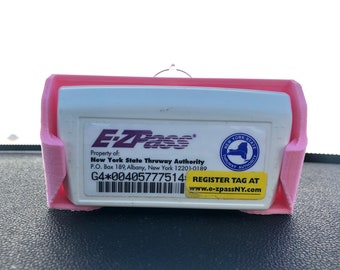 E-ZPass
Property of:
New York State Thruway Authority
P.O. Box 189, Albany, New York 12201-0189
G4*004057775148
REGISTER TAG AT
www.e-zpassNY.com